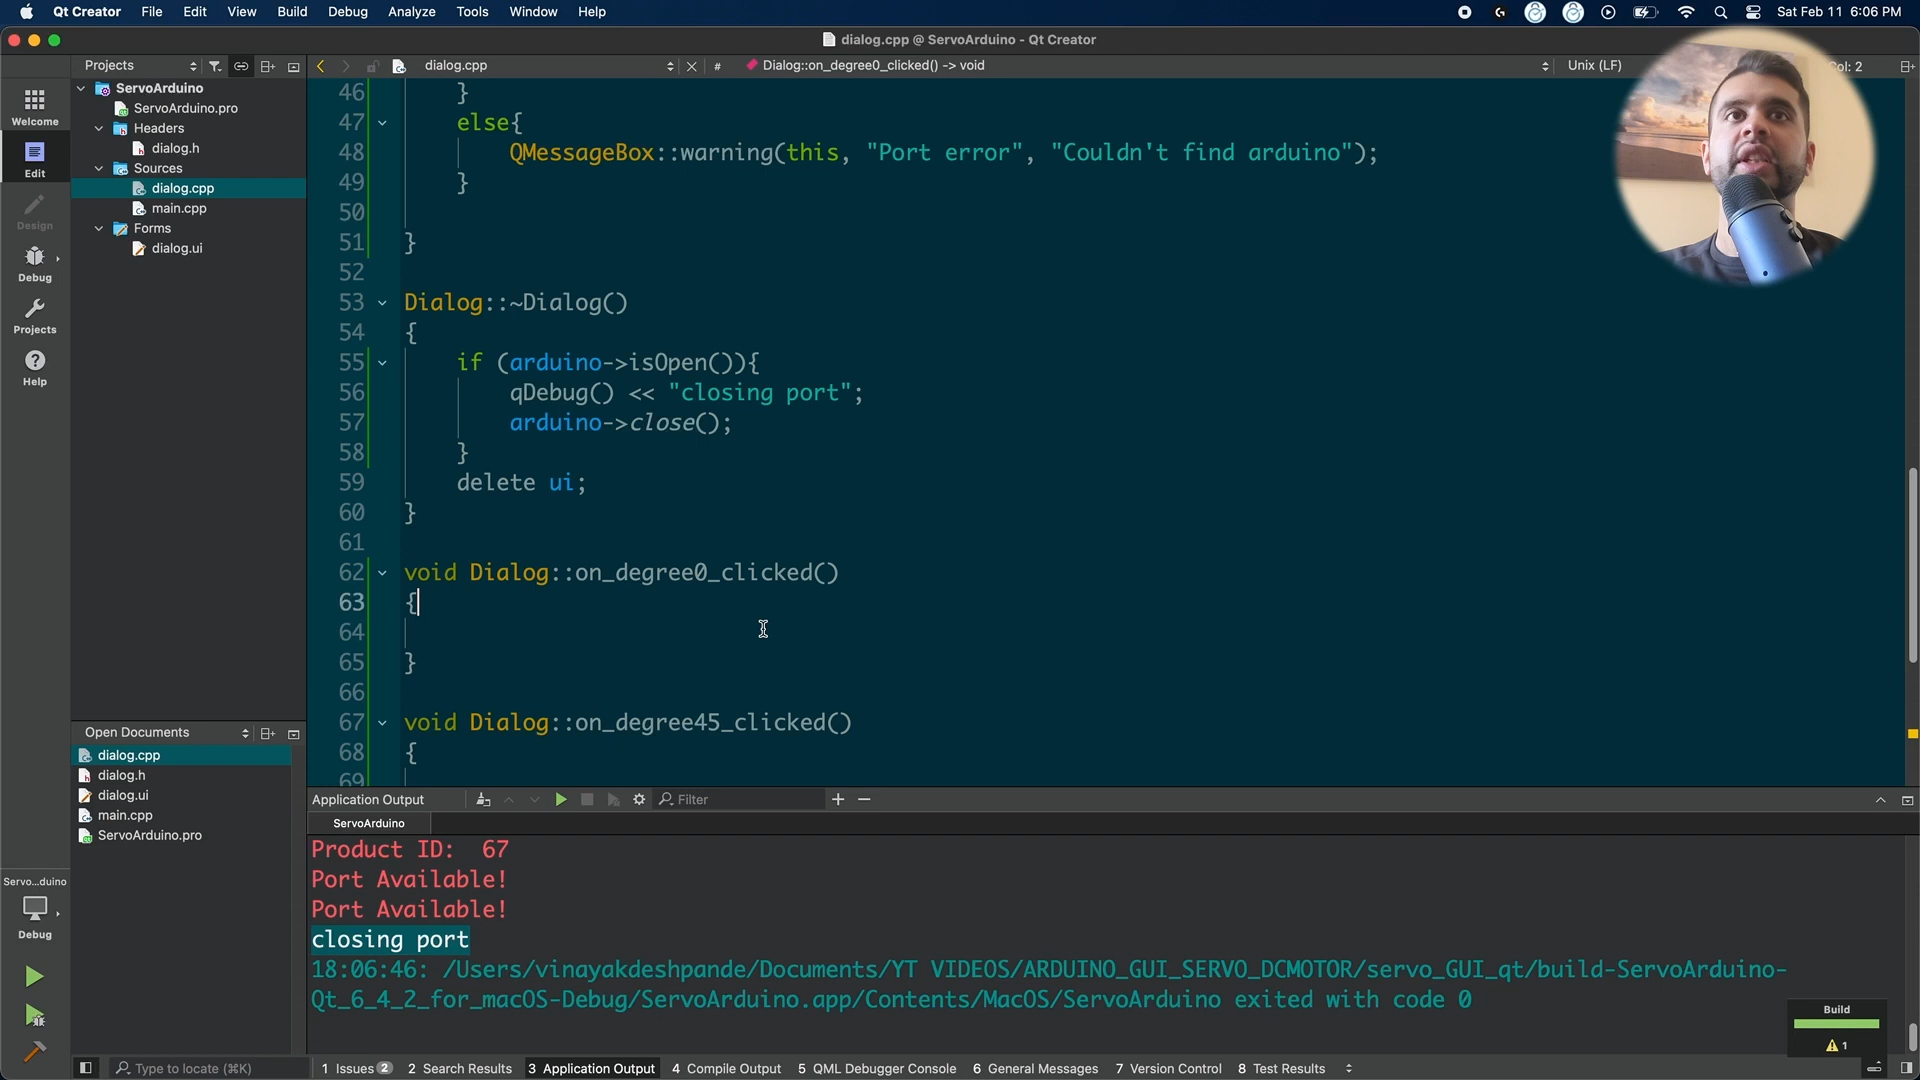 Qt Creator File Edit View Build Debug Analyze Tools Window Help Sat Feb 11 6:06 PM
dialog.cpp @ ServoArduino - Qt Creator
Projects dialog.cpp # Dialog::on_degree0_clicked() -> void Unix (LF) Col: 2
Welcome
Edit
Design
Debug
Projects
Help
ServoArduino
ServoArduino.pro
Headers
dialog.h
Sources
dialog.cpp
main.cpp
Forms
dialog.ui
46 }
47 else{
48 QMessageBox::warning(this, "Port error", "Couldn't find arduino");
49 }
50
51 }
52
53 Dialog::~Dialog()
54 {
55 if (arduino->isOpen()){
56 qDebug() << "closing port";
57 arduino->close();
58 }
59 delete ui;
60 }
61
62 void Dialog::on_degree0_clicked()
63 {
64
65 }
66
67 void Dialog::on_degree45_clicked()
68 {
69
Open Documents
dialog.cpp
dialog.h
dialog.ui
main.cpp
ServoArduino.pro
Servo...duino
Debug
Application Output Filter
ServoArduino
Product ID:  67
Port Available!
Port Available!
closing port
18:06:46: /Users/vinayakdeshpande/Documents/YT VIDEOS/ARDUINO_GUI_SERVO_DCMOTOR/servo_GUI_qt/build-ServoArduino-
Qt_6_4_2_for_macOS-Debug/ServoArduino.app/Contents/MacOS/ServoArduino exited with code 0
Build
1
Type to locate (⌘K) 1 Issues 2 2 Search Results 3 Application Output 4 Compile Output 5 QML Debugger Console 6 General Messages 7 Version Control 8 Test Results